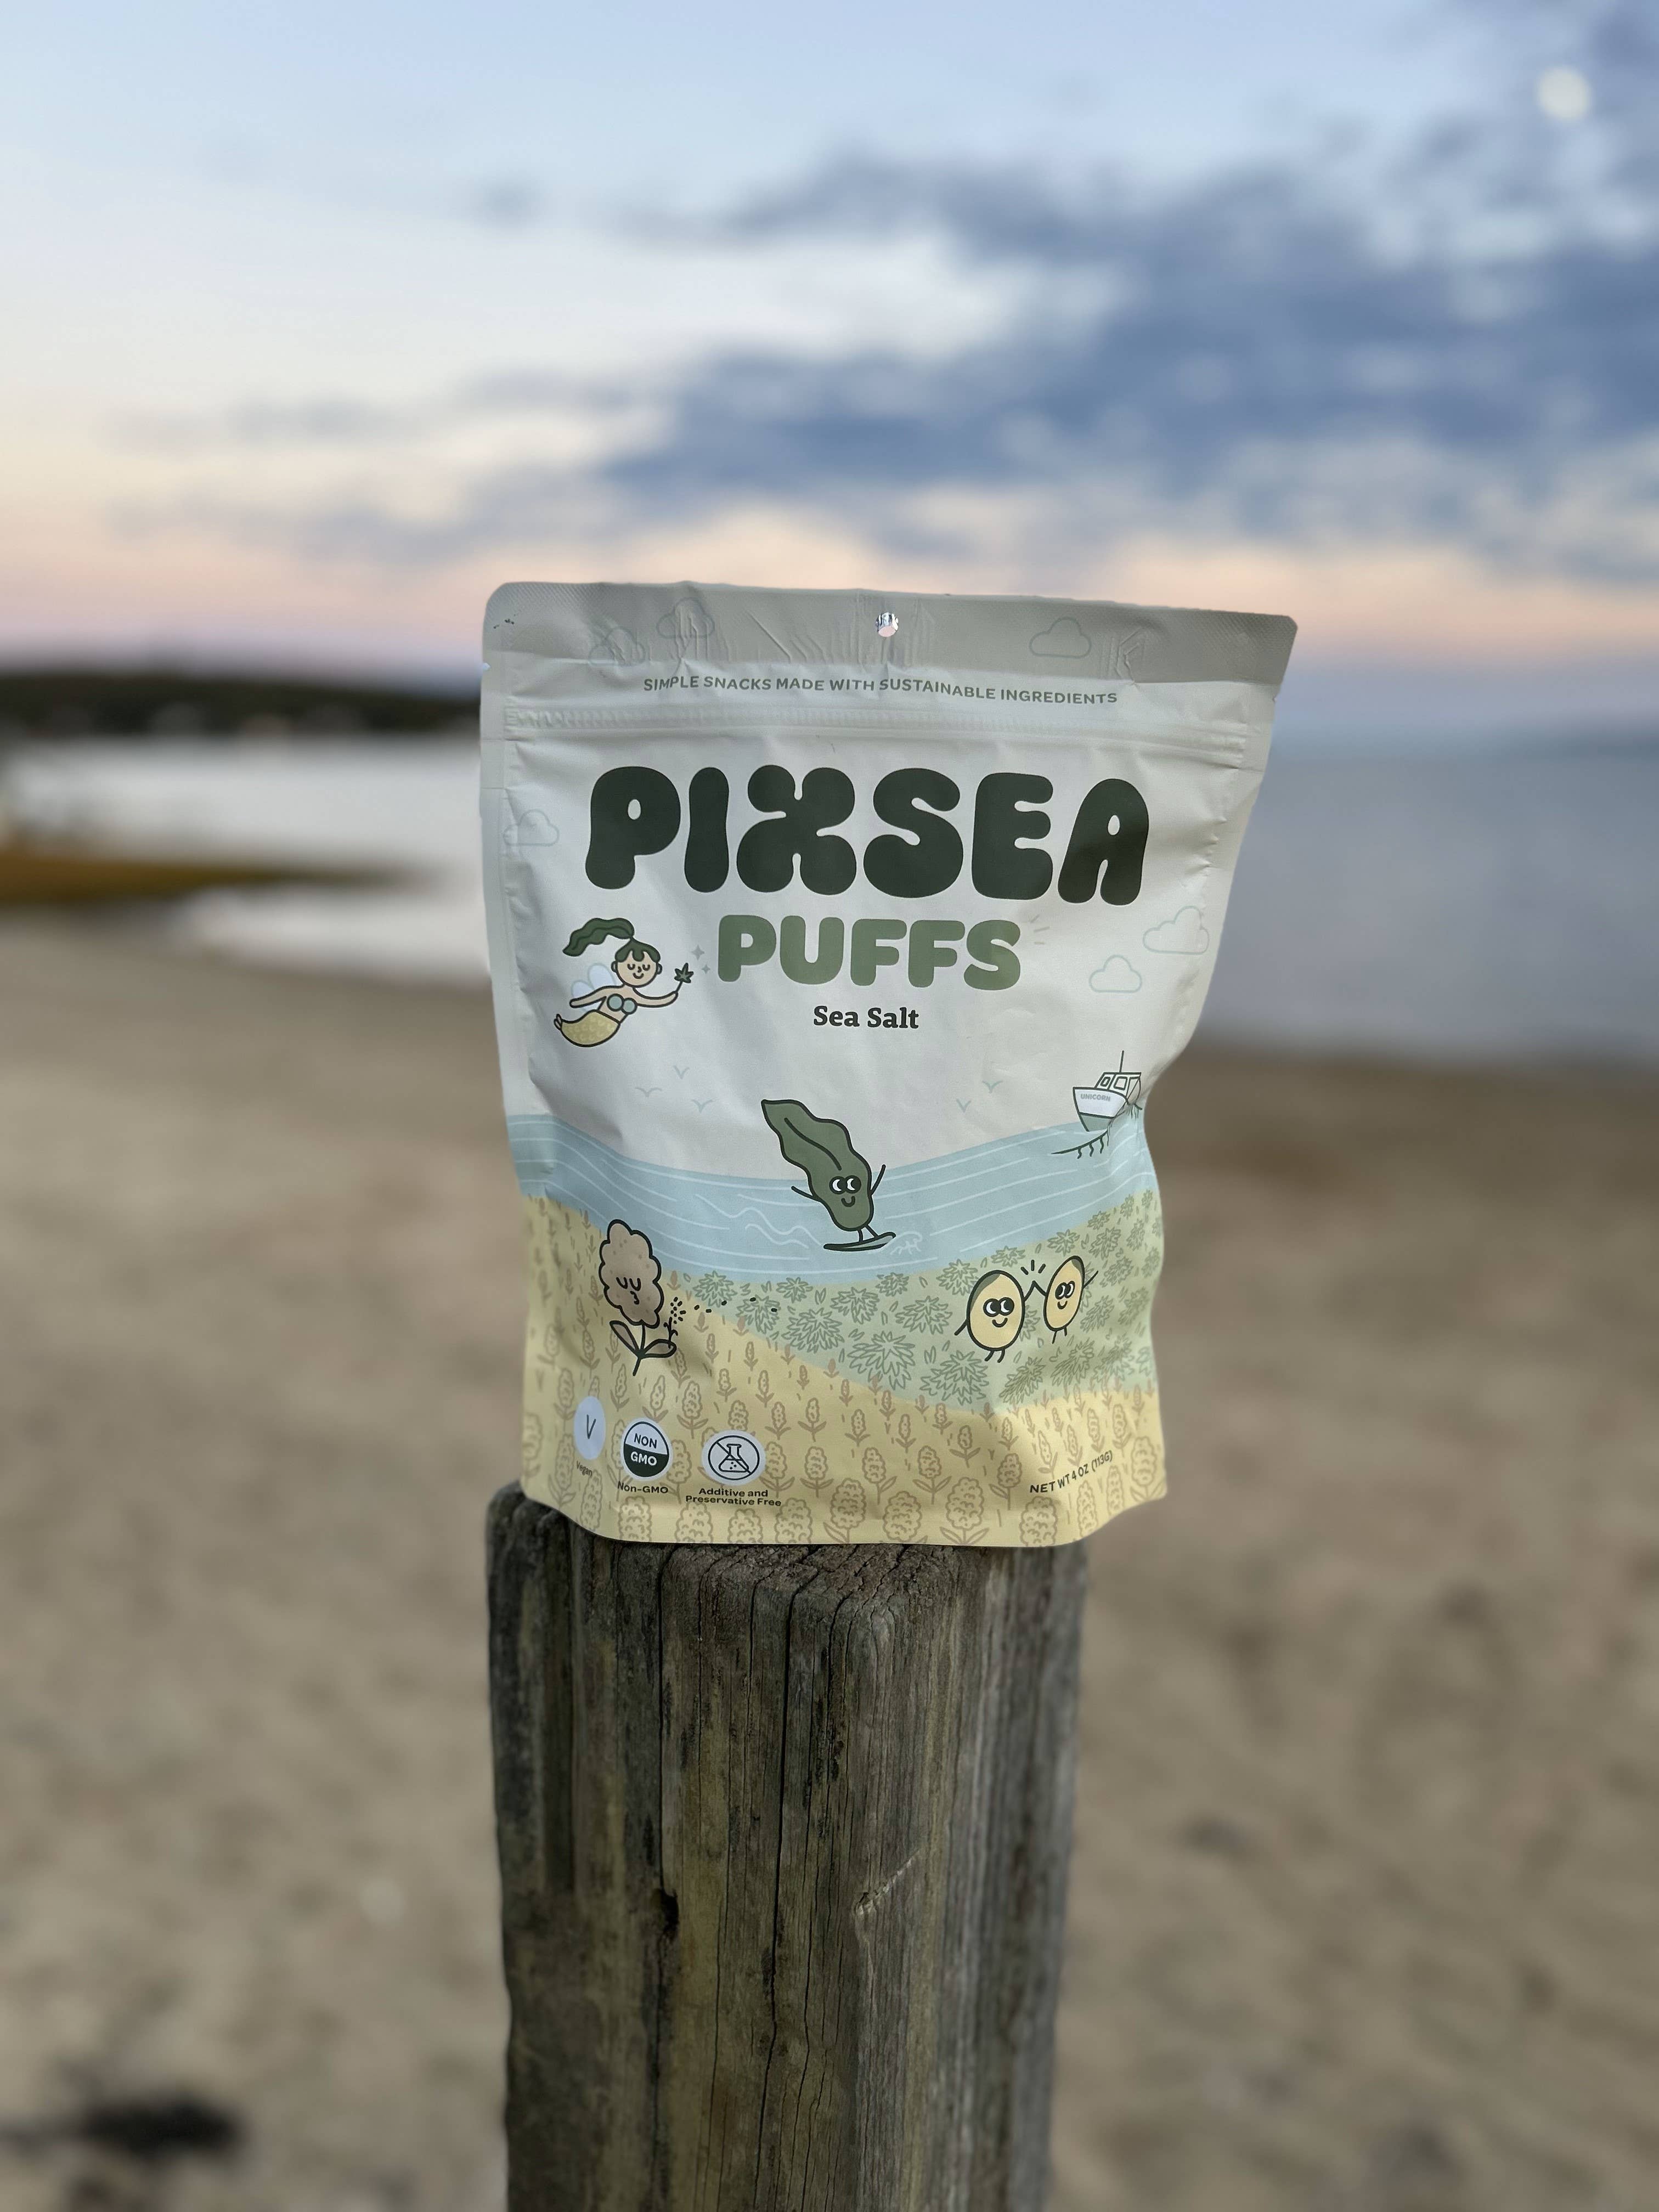 SIMPLE SNACKS MADE WITH SUSTAINABLE INGREDIENTS
PIXSEA
PUFFS
Sea Salt
UNICORN
V
Vegan
NON
GMO
Non-GMO
Additive and
Preservative Free
NET WT 4 OZ (113G)